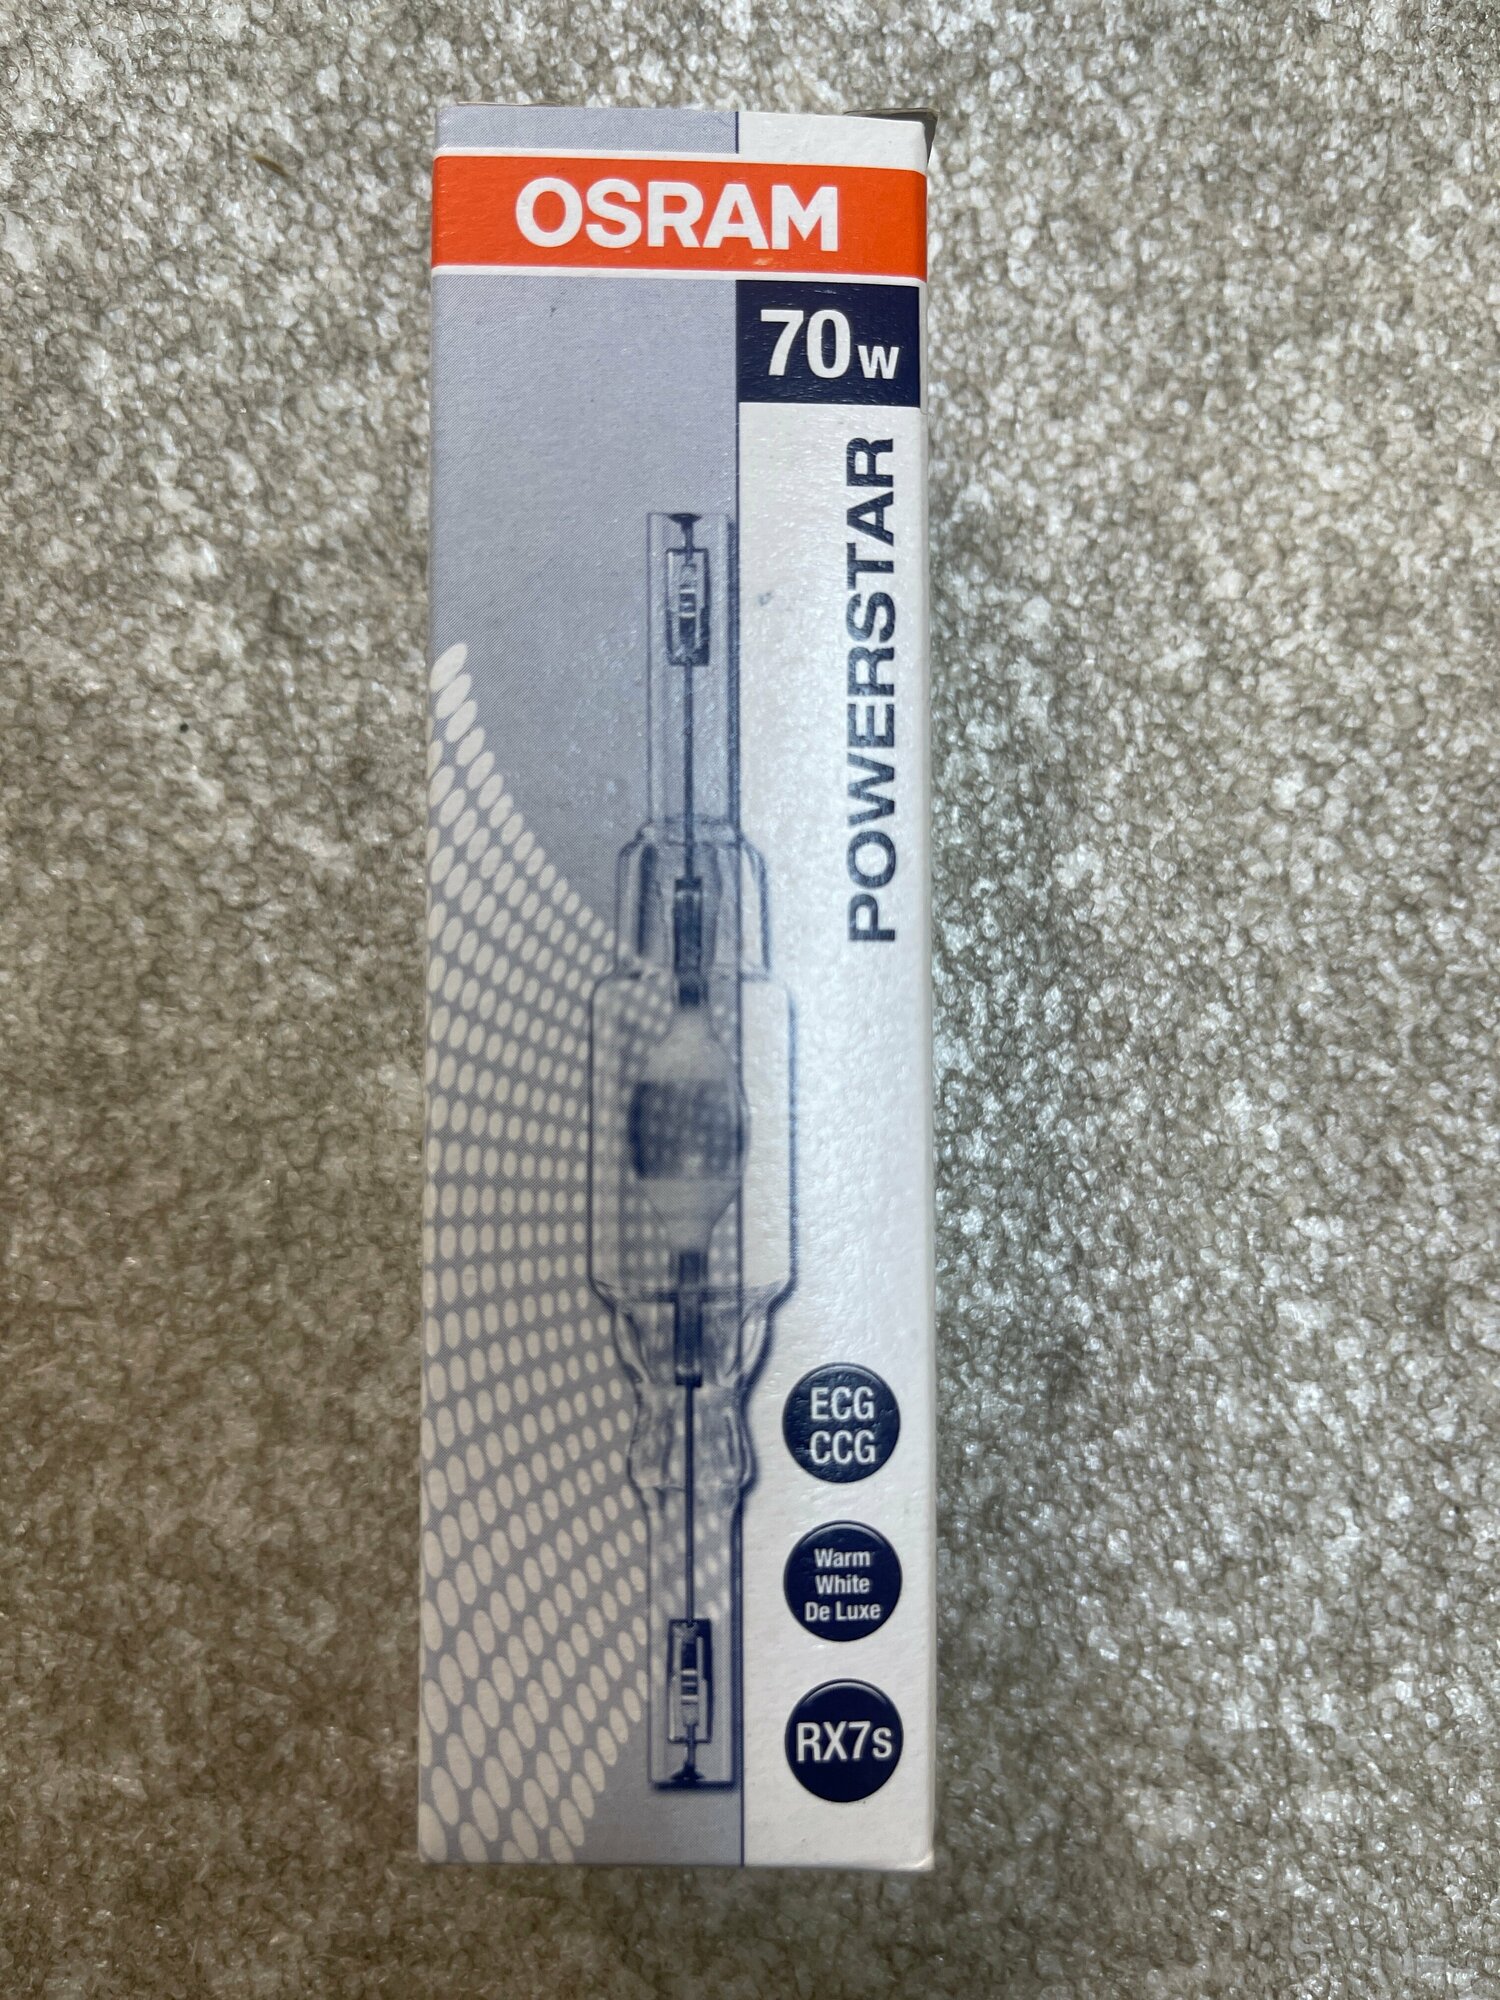 OSRAM
70w
POWERSTAR
ECG
CCG
Warm
White
De Luxe
RX7s